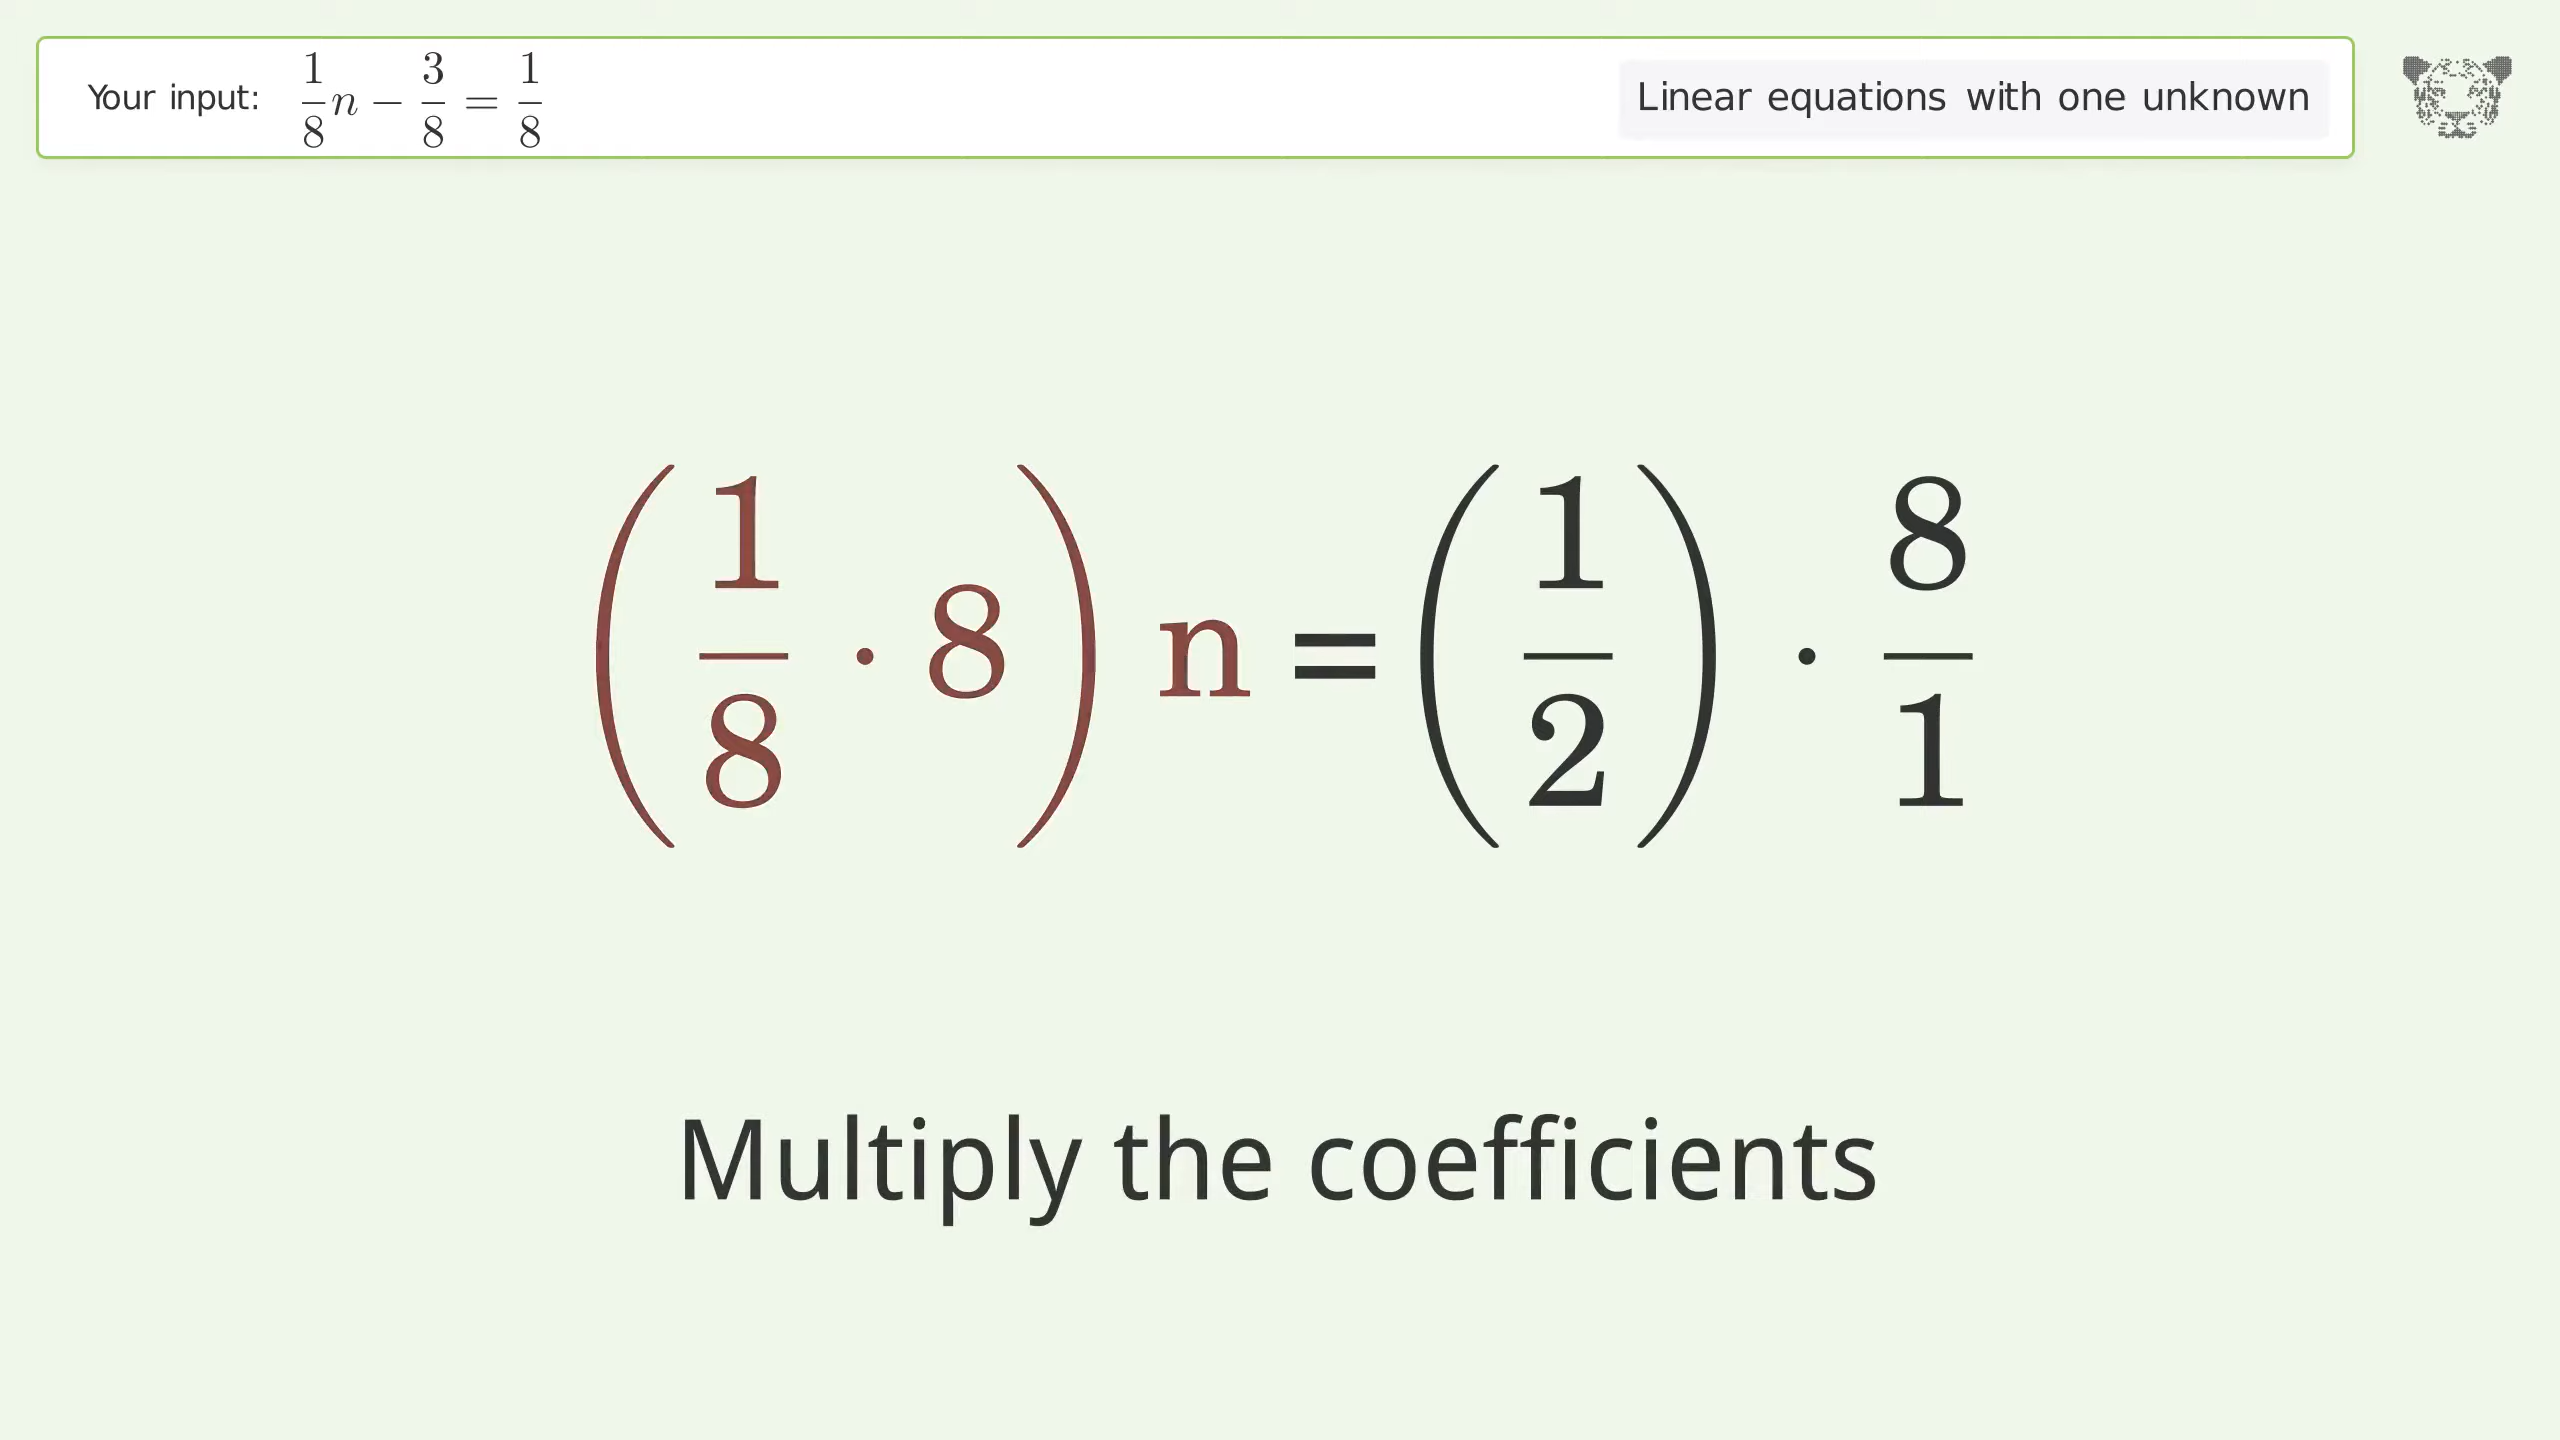 Your input: 1/8 n − 3/8 = 1/8
Linear equations with one unknown
(1/8 · 8) n = (1/2) · 8/1
Multiply the coefficients